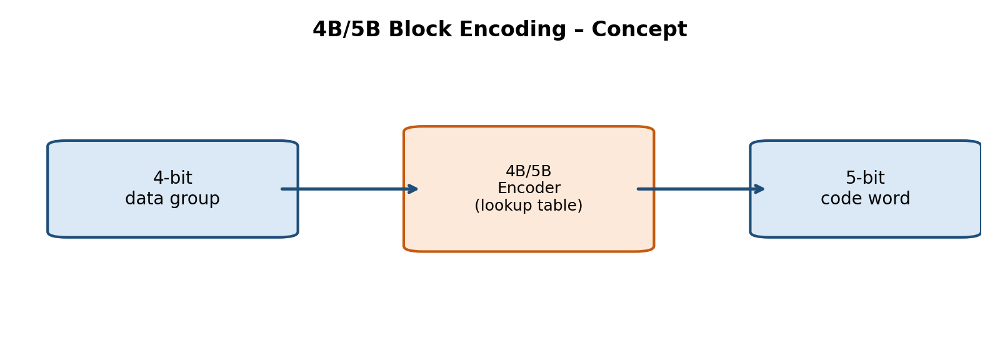 4B/5B Block Encoding – Concept
4-bit
data group
4B/5B
Encoder
(lookup table)
5-bit
code word